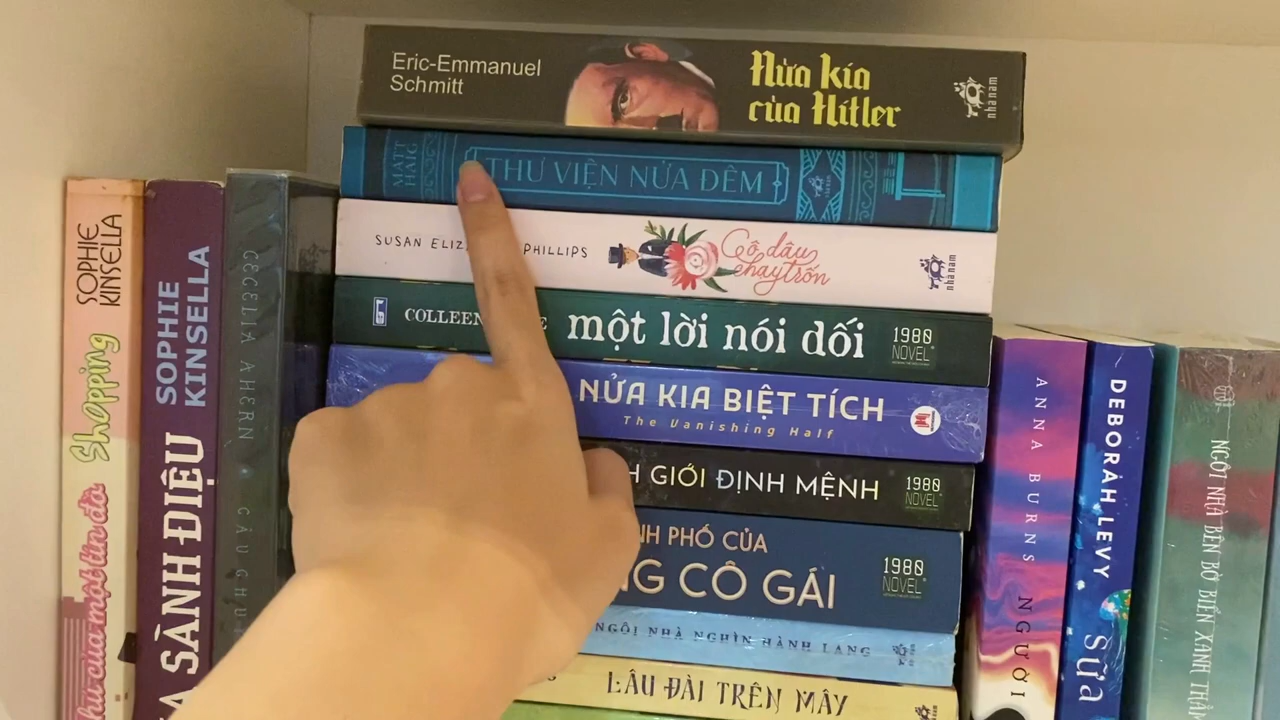 Eric-Emmanuel
Schmitt
Nửa kia
của Hitler
nhã nam
MATT
HAIG
THƯ VIỆN NỬA ĐÊM
SUSAN PHILLIPS
Cô dâu
chạy trốn
nhã nam
COLLEEN
một lời nói dối
1980
NOVEL
NỬA KIA BIỆT TÍCH
The Vanishing Half
GIỚI ĐỊNH MỆNH
1980
NOVEL
PHỐ CỦA
CÔ GÁI
1980
NOVEL
NGÔI NHÀ NGHÌN HÀNH LANG
LÂU ĐÀI TRÊN MÂY
SOPHIE
KINSELLA
Shopping
của một tín đồ
SOPHIE
KINSELLA
SÀNH ĐIỆU
CECELIA AHERN
ANNA BURNS
NGƯỜI
DEBORAH LEVY
Sữa
NGÔI NHÀ BÊN BỜ BIỂN XANH